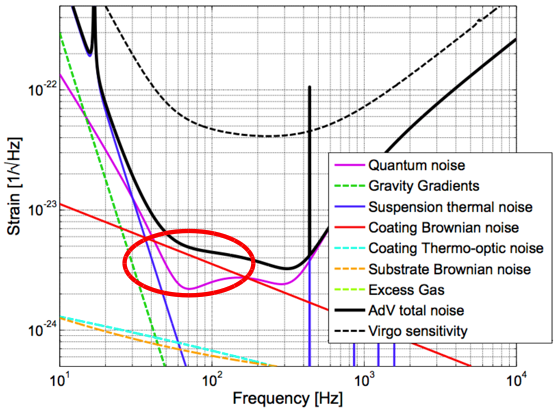 10-22
10-23
10-24
Strain [1/√Hz]
Quantum noise
Gravity Gradients
Suspension thermal noise
Coating Brownian noise
Coating Thermo-optic noise
Substrate Brownian noise
Excess Gas
AdV total noise
Virgo sensitivity
10¹ 10² 10³ 10⁴
Frequency [Hz]